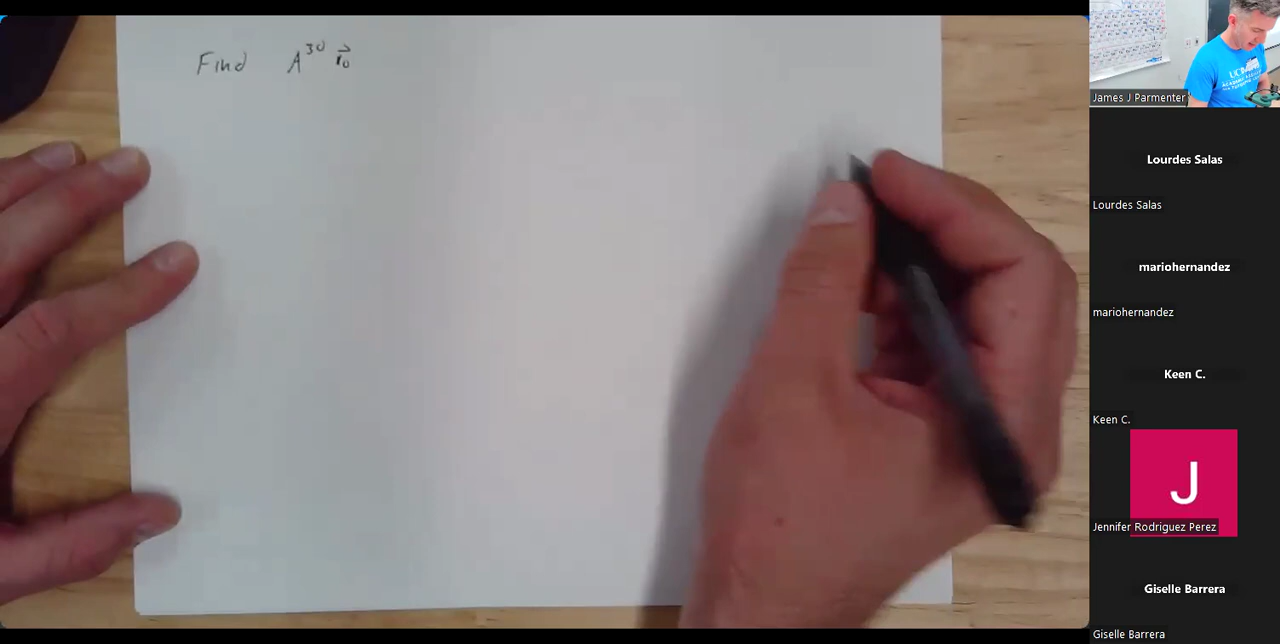 Find A³⁰ r⃗₀
James J Parmenter
Lourdes Salas
Lourdes Salas
mariohernandez
mariohernandez
Keen C.
Keen C.
J
Jennifer Rodriguez Perez
Giselle Barrera
Giselle Barrera